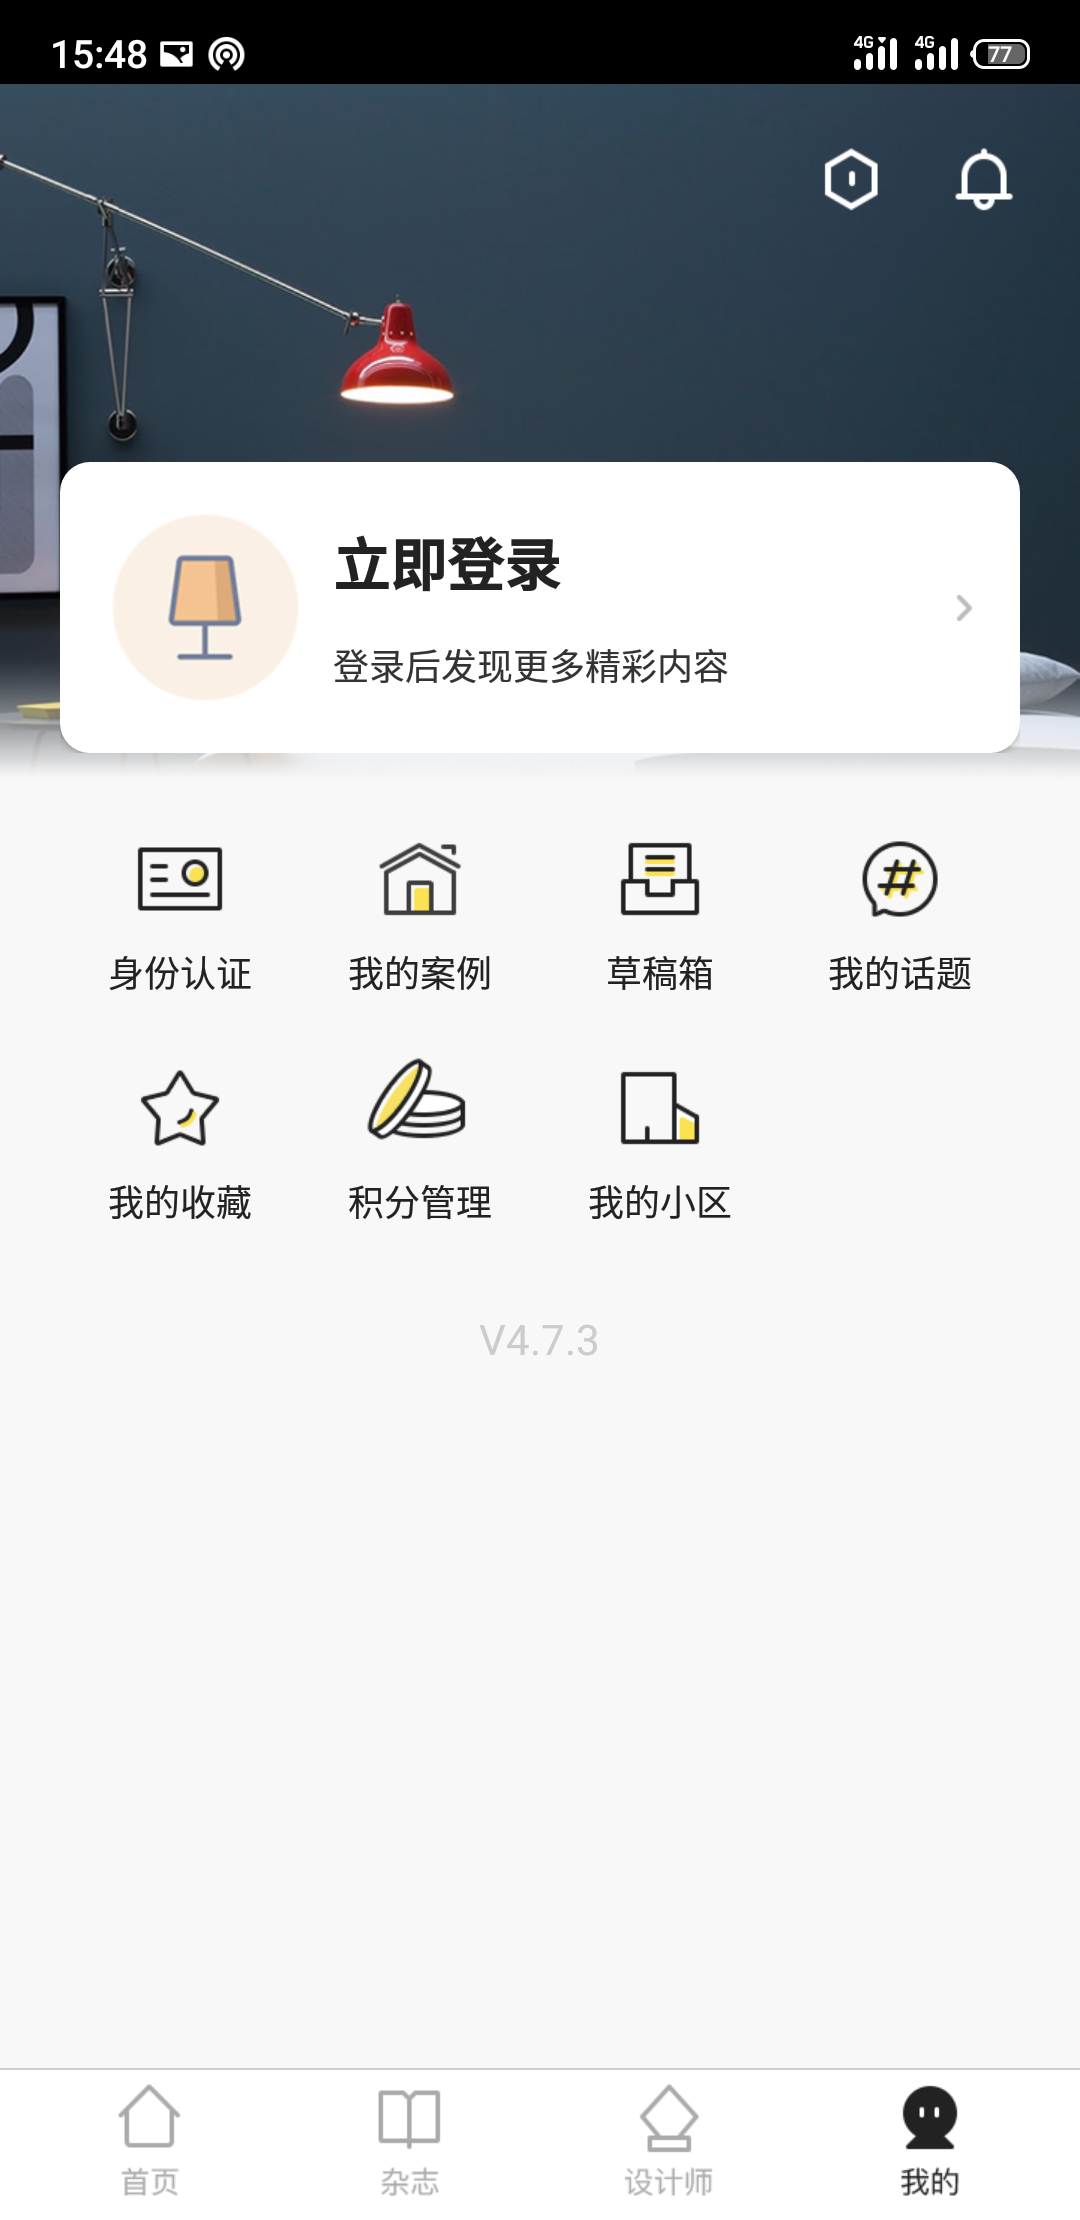 15:48
4G 4G 77
立即登录
登录后发现更多精彩内容
身份认证 我的案例 草稿箱 我的话题
我的收藏 积分管理 我的小区
V4.7.3
首页 杂志 设计师 我的